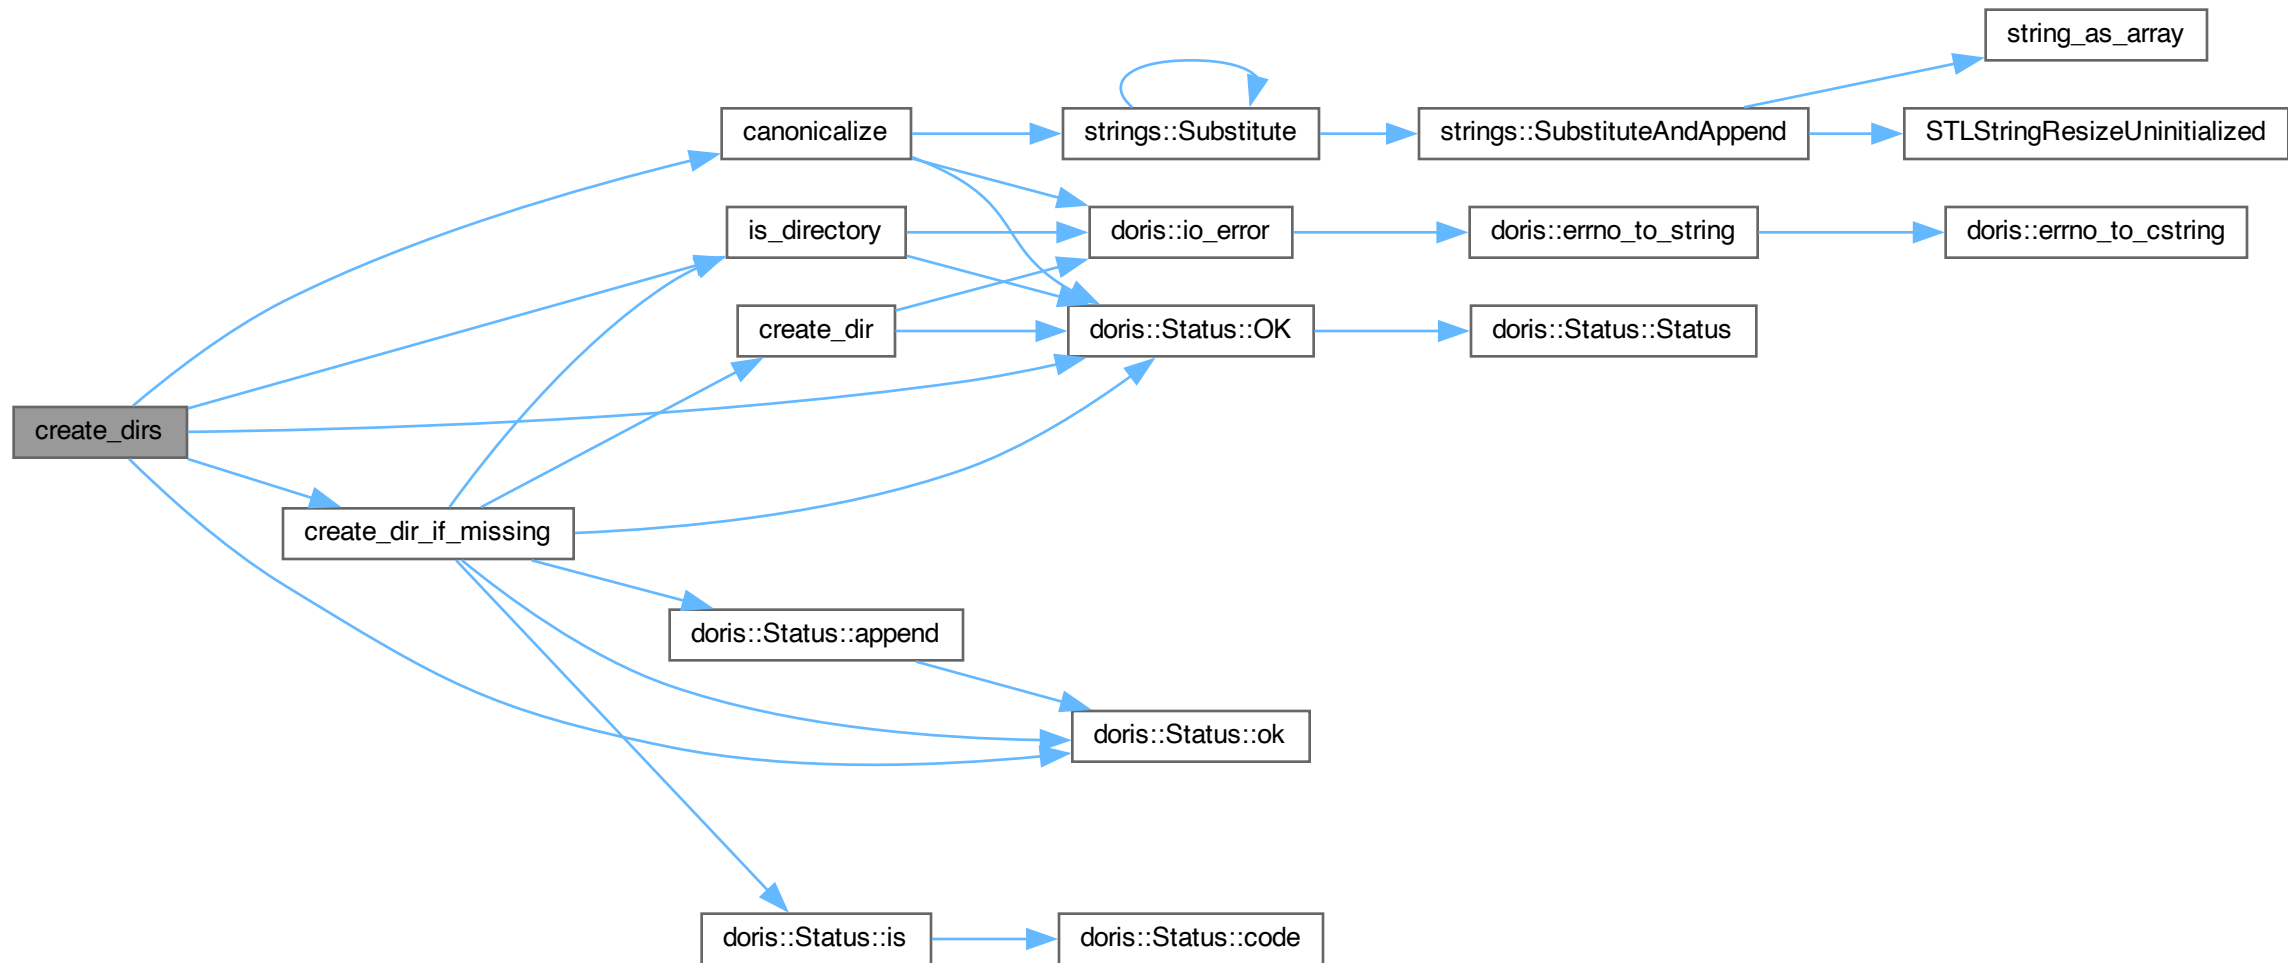 string_as_array
canonicalize
strings::Substitute
strings::SubstituteAndAppend
STLStringResizeUninitialized
is_directory
doris::io_error
doris::errno_to_string
doris::errno_to_cstring
create_dir
doris::Status::OK
doris::Status::Status
create_dirs
create_dir_if_missing
doris::Status::append
doris::Status::ok
doris::Status::is
doris::Status::code